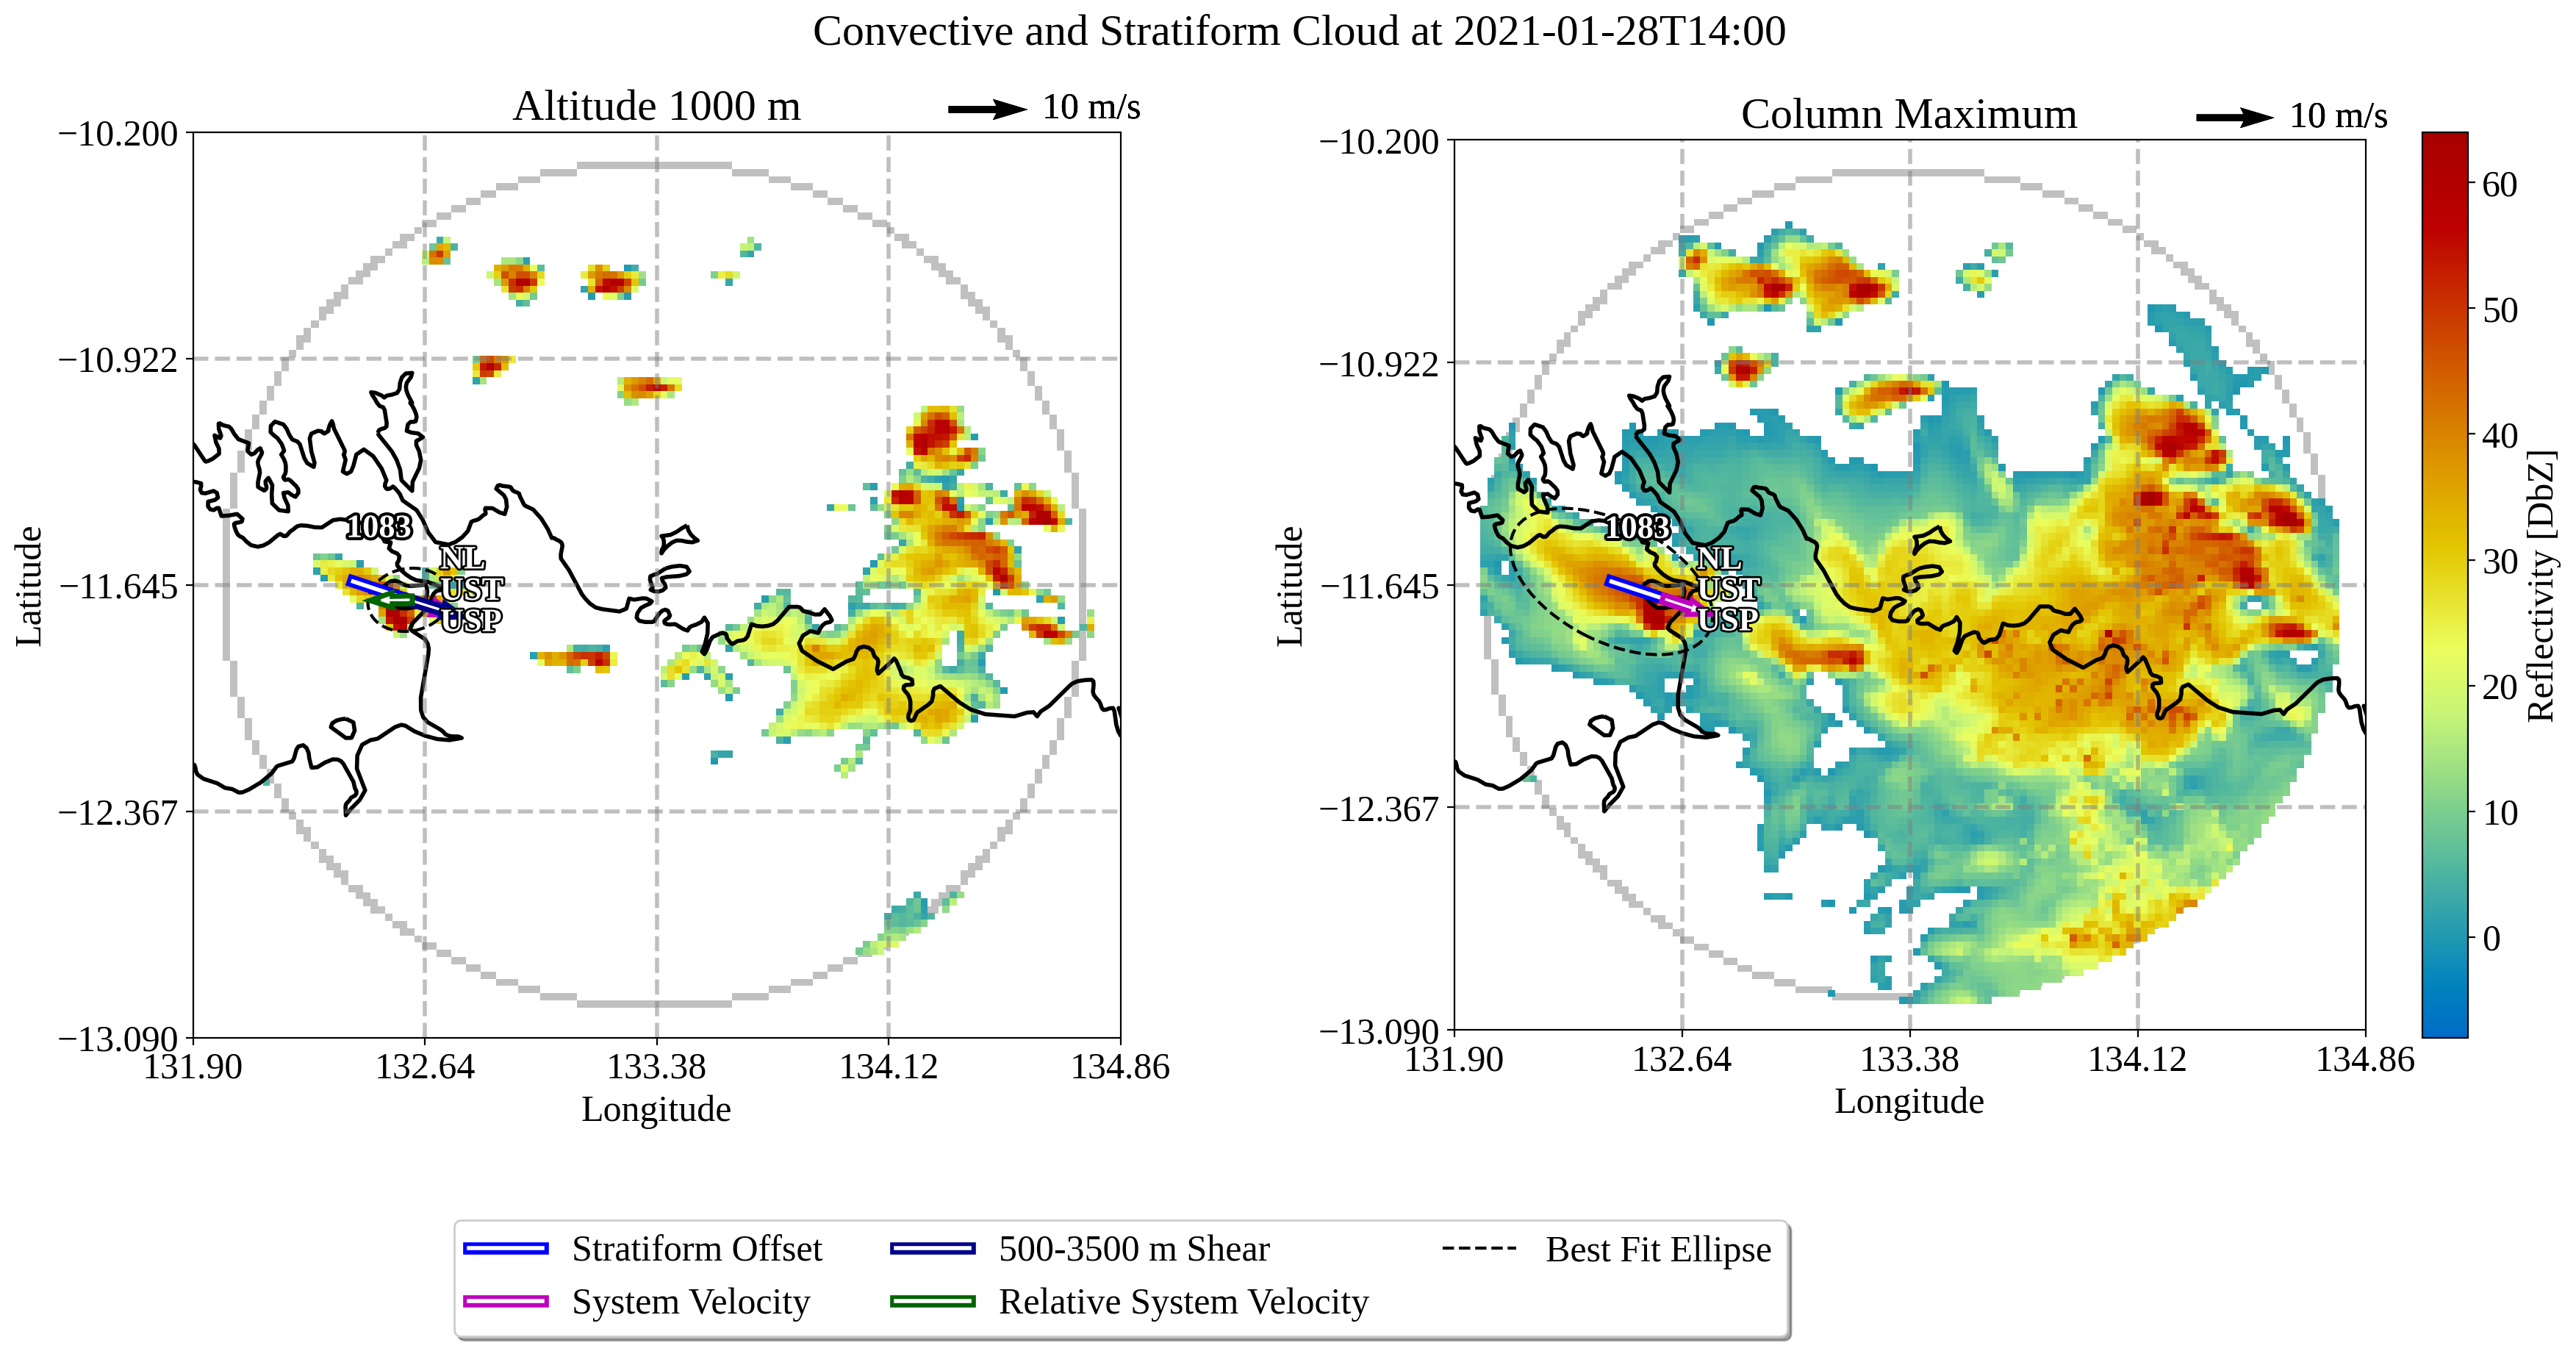 Convective and Stratiform Cloud at 2021-01-28T14:00
Altitude 1000 m
10 m/s
−10.200
−10.922
−11.645
−12.367
−13.090
Latitude
1083
NL
UST
USP
131.90
132.64
133.38
134.12
134.86
Longitude
Column Maximum
10 m/s
−10.200
−10.922
−11.645
−12.367
−13.090
Latitude
1083
NL
UST
USP
131.90
132.64
133.38
134.12
134.86
Longitude
60
50
40
30
20
10
0
Reflectivity [DbZ]
Stratiform Offset
System Velocity
500-3500 m Shear
Relative System Velocity
Best Fit Ellipse